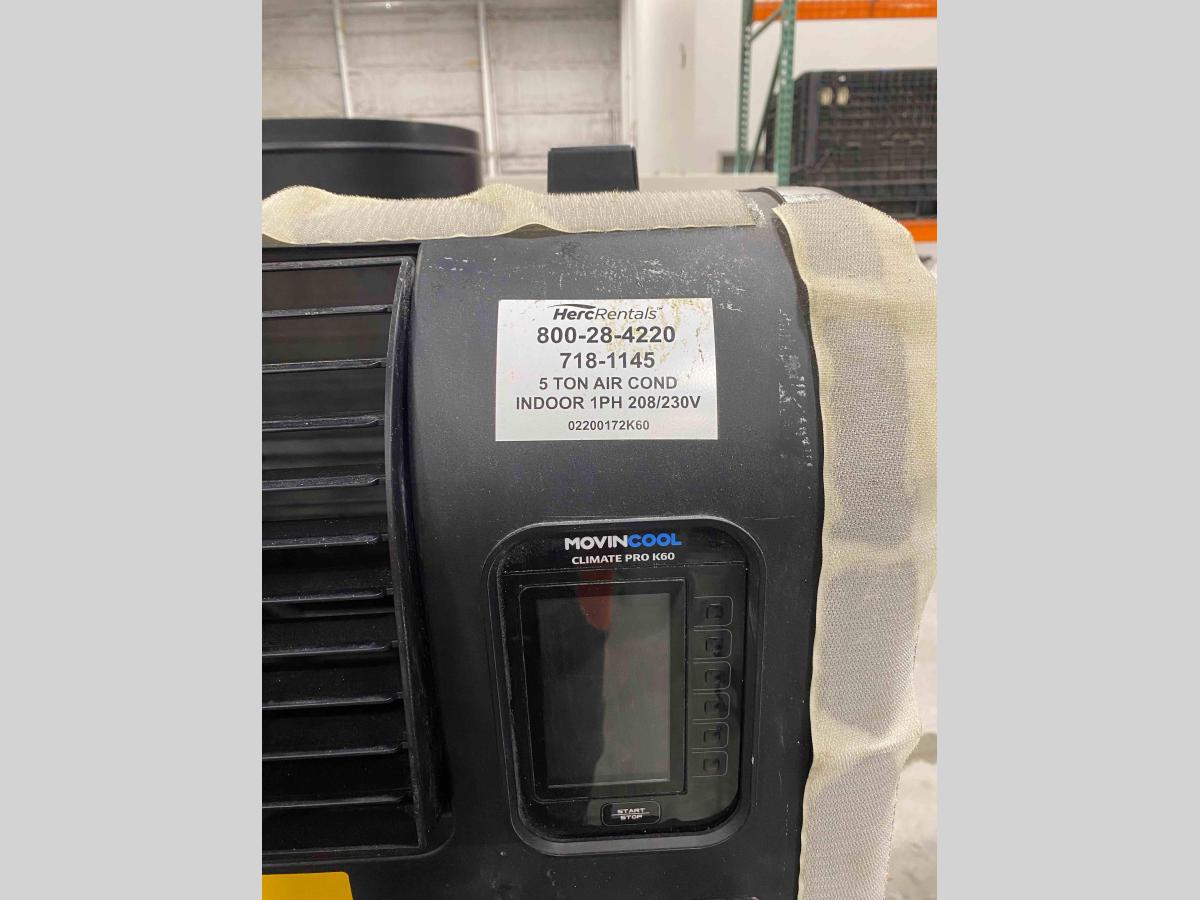 HercRentals™
800-28-4220
718-1145
5 TON AIR COND
INDOOR 1PH 208/230V
02200172K60
MOVINCOOL
CLIMATE PRO K60
START
STOP